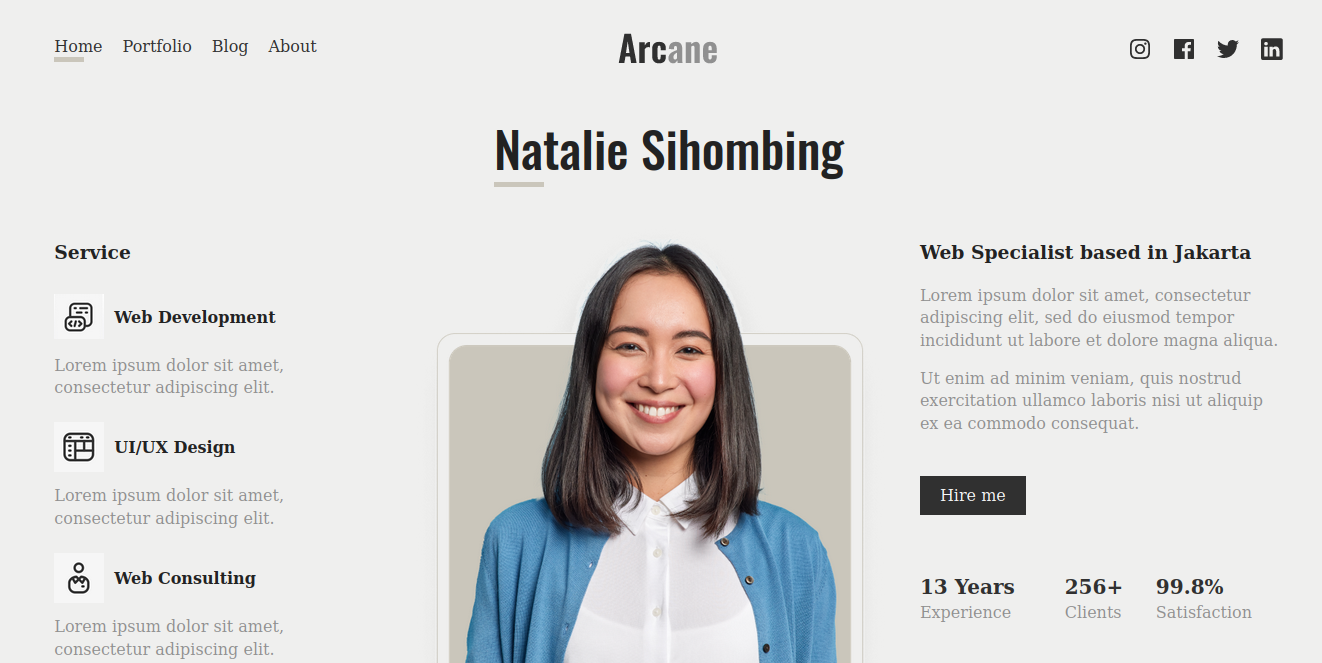 Home Portfolio Blog About
Arcane
Natalie Sihombing
Service
Web Development
Lorem ipsum dolor sit amet,
consectetur adipiscing elit.
UI/UX Design
Lorem ipsum dolor sit amet,
consectetur adipiscing elit.
Web Consulting
Lorem ipsum dolor sit amet,
consectetur adipiscing elit.
Web Specialist based in Jakarta
Lorem ipsum dolor sit amet, consectetur
adipiscing elit, sed do eiusmod tempor
incididunt ut labore et dolore magna aliqua.
Ut enim ad minim veniam, quis nostrud
exercitation ullamco laboris nisi ut aliquip
ex ea commodo consequat.
Hire me
13 Years 256+ 99.8%
Experience Clients Satisfaction